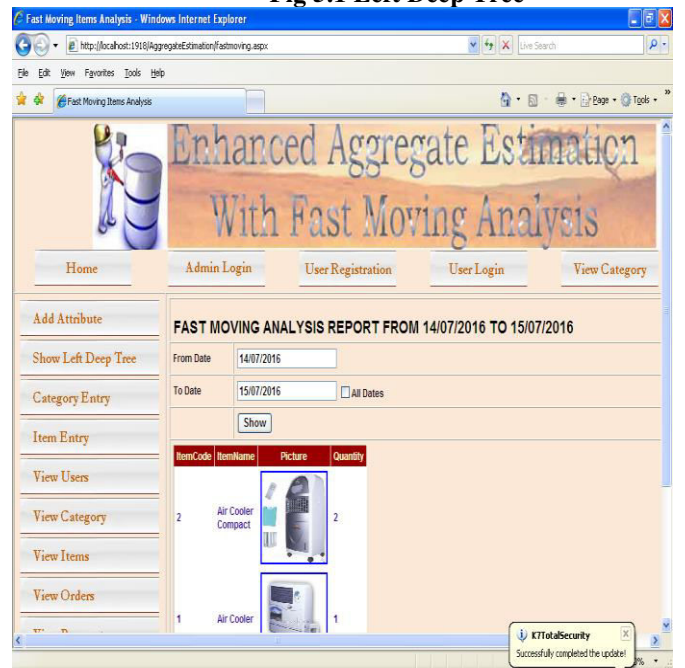 Fig 3.1 Left Deep Tree
Fast Moving Items Analysis - Windows Internet Explorer
http://localhost:1918/AggregateEstimation/fastmoving.aspx
Live Search
File Edit View Favorites Tools Help
Fast Moving Items Analysis
Page Tools
Enhanced Aggregate Estimation
With Fast Moving Analysis
Home Admin Login User Registration User Login View Category
Add Attribute
Show Left Deep Tree
Category Entry
Item Entry
View Users
View Category
View Items
View Orders
FAST MOVING ANALYSIS REPORT FROM 14/07/2016 TO 15/07/2016
From Date 14/07/2016
To Date 15/07/2016 All Dates
Show
ItemCode ItemName Picture Quantity
2 Air Cooler Compact 2
1 Air Cooler 1
K7TotalSecurity
Successfully completed the update!